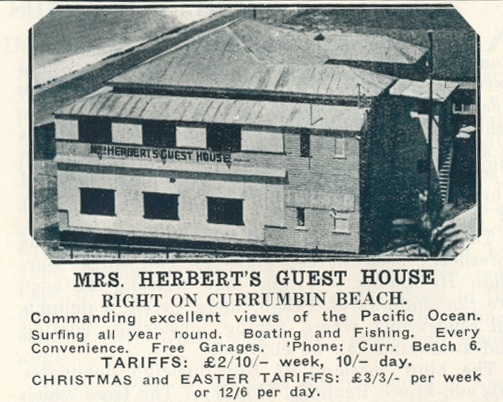 MRS. HERBERT'S GUEST HOUSE
MRS. HERBERT'S GUEST HOUSE
RIGHT ON CURRUMBIN BEACH.
Commanding excellent views of the Pacific Ocean.
Surfing all year round. Boating and Fishing. Every
Convenience. Free Garages. 'Phone: Curr. Beach 6.
TARIFFS: £2/10/– week, 10/– day.
CHRISTMAS and EASTER TARIFFS: £3/3/- per week
or 12/6 per day.